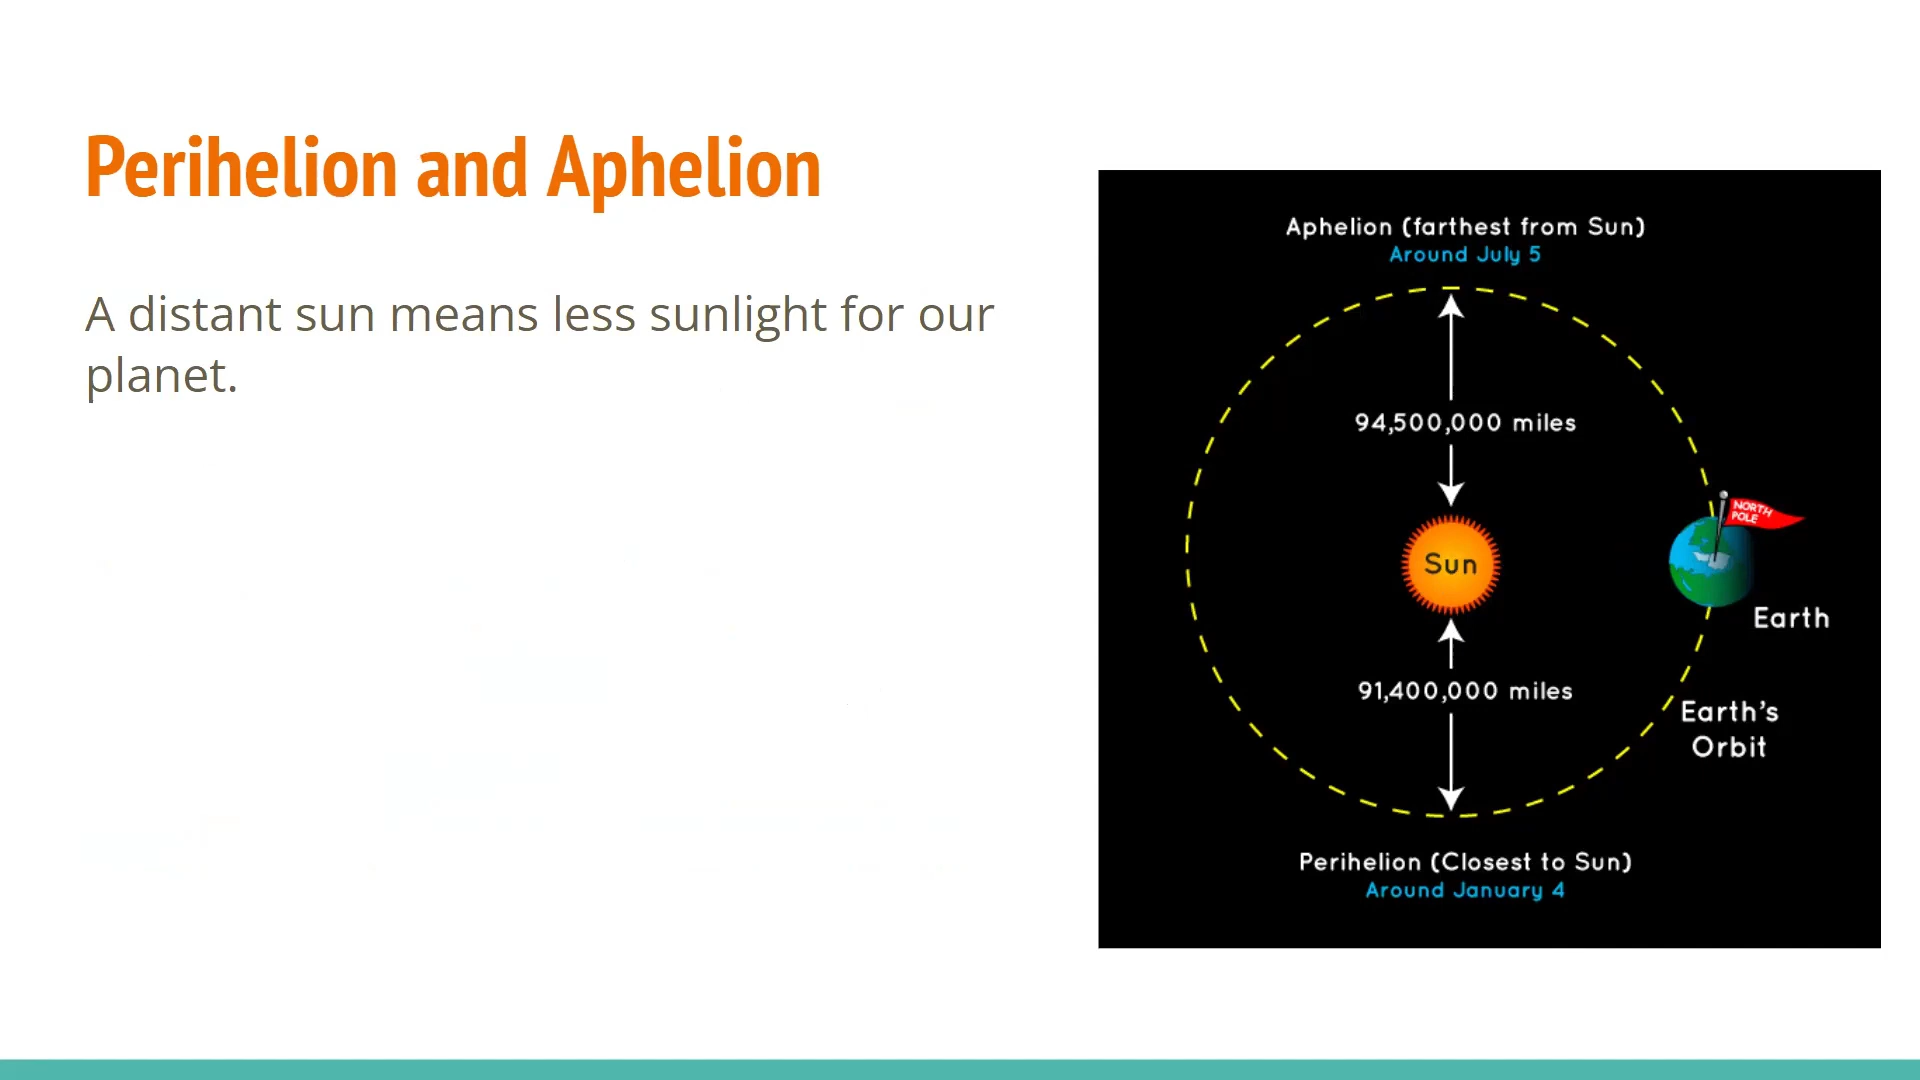 Perihelion and Aphelion
A distant sun means less sunlight for our
planet.
Aphelion (farthest from Sun)
Around July 5
94,500,000 miles
NORTH
POLE
Sun
Earth
91,400,000 miles
Earth's
Orbit
Perihelion (Closest to Sun)
Around January 4